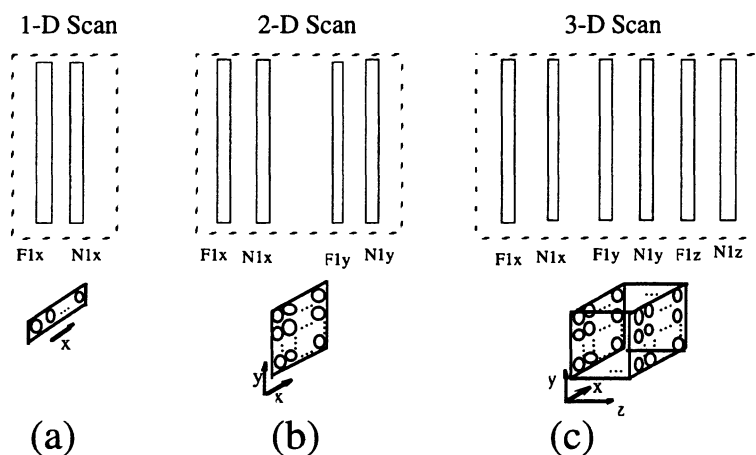 1-D Scan 2-D Scan 3-D Scan
F1x N1x F1x N1x F1y N1y F1x N1x F1y N1y F1z N1z
x
y
x
y
x
z
(a) (b) (c)